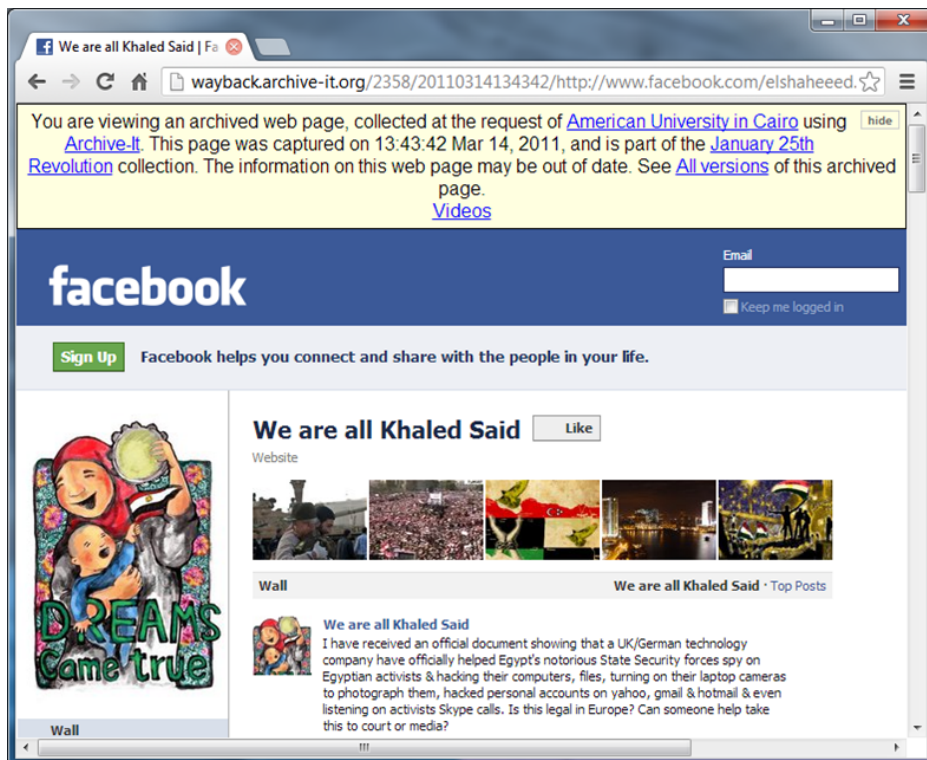 We are all Khaled Said | Fa
wayback.archive-it.org/2358/20110314134342/http://www.facebook.com/elshaheeed.
You are viewing an archived web page, collected at the request of American University in Cairo using
hide
Archive-It. This page was captured on 13:43:42 Mar 14, 2011, and is part of the January 25th
Revolution collection. The information on this web page may be out of date. See All versions of this archived
page.
Videos
facebook
Email
Keep me logged in
Sign Up
Facebook helps you connect and share with the people in your life.
We are all Khaled Said
Like
Website
DREAMS
Came true
Wall
We are all Khaled Said · Top Posts
We are all Khaled Said
I have received an official document showing that a UK/German technology
company have officially helped Egypt's notorious State Security forces spy on
Egyptian activists & hacking their computers, files, turning on their laptop cameras
to photograph them, hacked personal accounts on yahoo, gmail & hotmail & even
listening on activists Skype calls. Is this legal in Europe? Can someone help take
this to court or media?
Wall